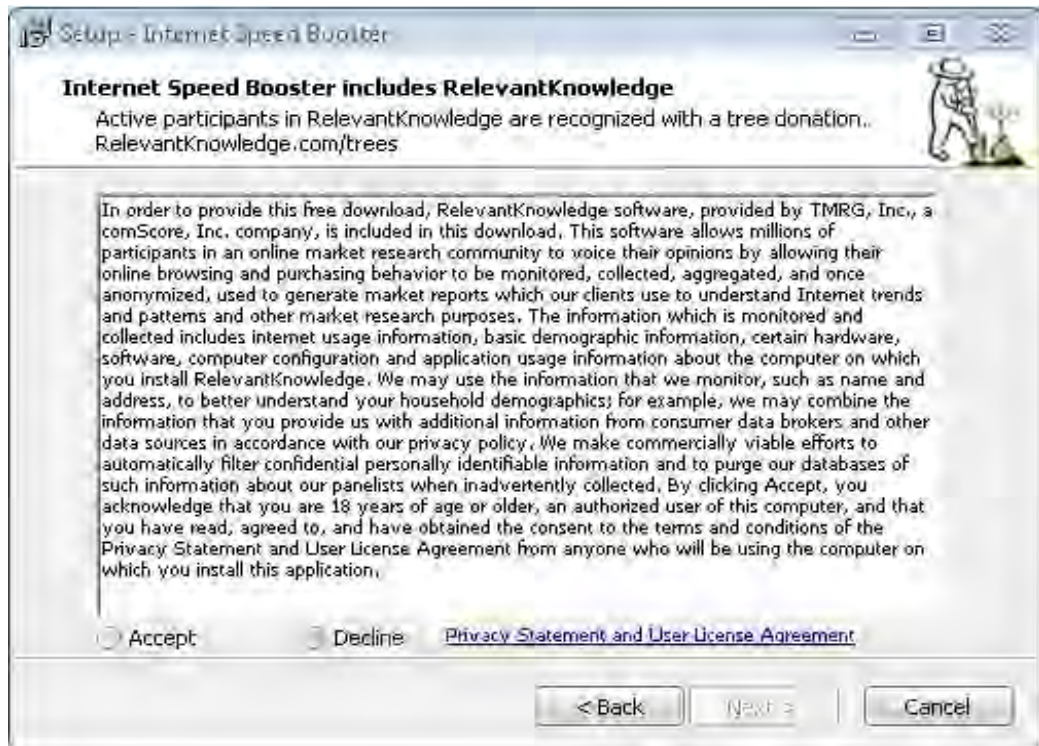 Setup - Internet Speed Booster
Internet Speed Booster includes RelevantKnowledge
Active participants in RelevantKnowledge are recognized with a tree donation..
RelevantKnowledge.com/trees
In order to provide this free download, RelevantKnowledge software, provided by TMRG, Inc., a
comScore, Inc. company, is included in this download. This software allows millions of
participants in an online market research community to voice their opinions by allowing their
online browsing and purchasing behavior to be monitored, collected, aggregated, and once
anonymized, used to generate market reports which our clients use to understand Internet trends
and patterns and other market research purposes. The information which is monitored and
collected includes internet usage information, basic demographic information, certain hardware,
software, computer configuration and application usage information about the computer on which
you install RelevantKnowledge. We may use the information that we monitor, such as name and
address, to better understand your household demographics; for example, we may combine the
information that you provide us with additional information from consumer data brokers and other
data sources in accordance with our privacy policy. We make commercially viable efforts to
automatically filter confidential personally identifiable information and to purge our databases of
such information about our panelists when inadvertently collected. By clicking Accept, you
acknowledge that you are 18 years of age or older, an authorized user of this computer, and that
you have read, agreed to, and have obtained the consent to the terms and conditions of the
Privacy Statement and User License Agreement from anyone who will be using the computer on
which you install this application.
Accept Decline Privacy Statement and User License Agreement
< Back Next > Cancel